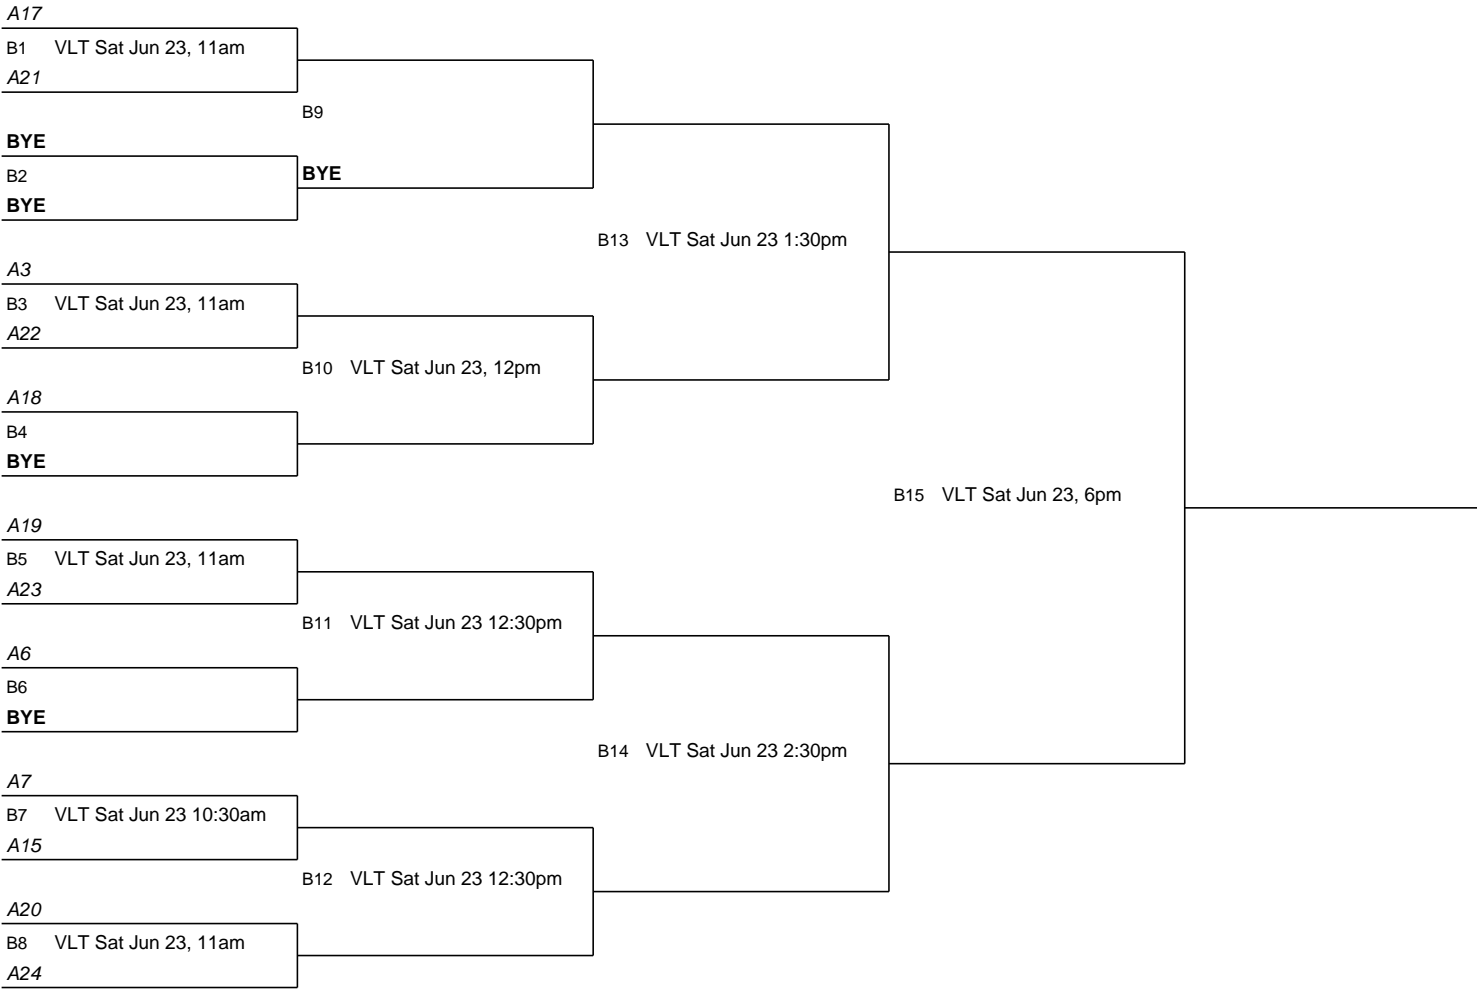 A17
B1 VLT Sat Jun 23, 11am
A21
B9
BYE
B2
BYE
BYE
B13 VLT Sat Jun 23 1:30pm
A3
B3 VLT Sat Jun 23, 11am
A22
B10 VLT Sat Jun 23, 12pm
A18
B4
BYE
B15 VLT Sat Jun 23, 6pm
A19
B5 VLT Sat Jun 23, 11am
A23
B11 VLT Sat Jun 23 12:30pm
A6
B6
BYE
B14 VLT Sat Jun 23 2:30pm
A7
B7 VLT Sat Jun 23 10:30am
A15
B12 VLT Sat Jun 23 12:30pm
A20
B8 VLT Sat Jun 23, 11am
A24